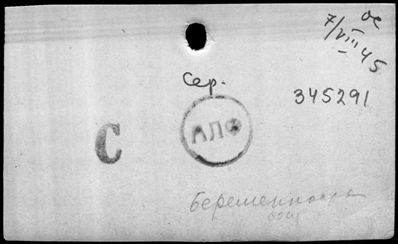 7/VIII 45
Сер.
345291
С
АЛФ
Беременность